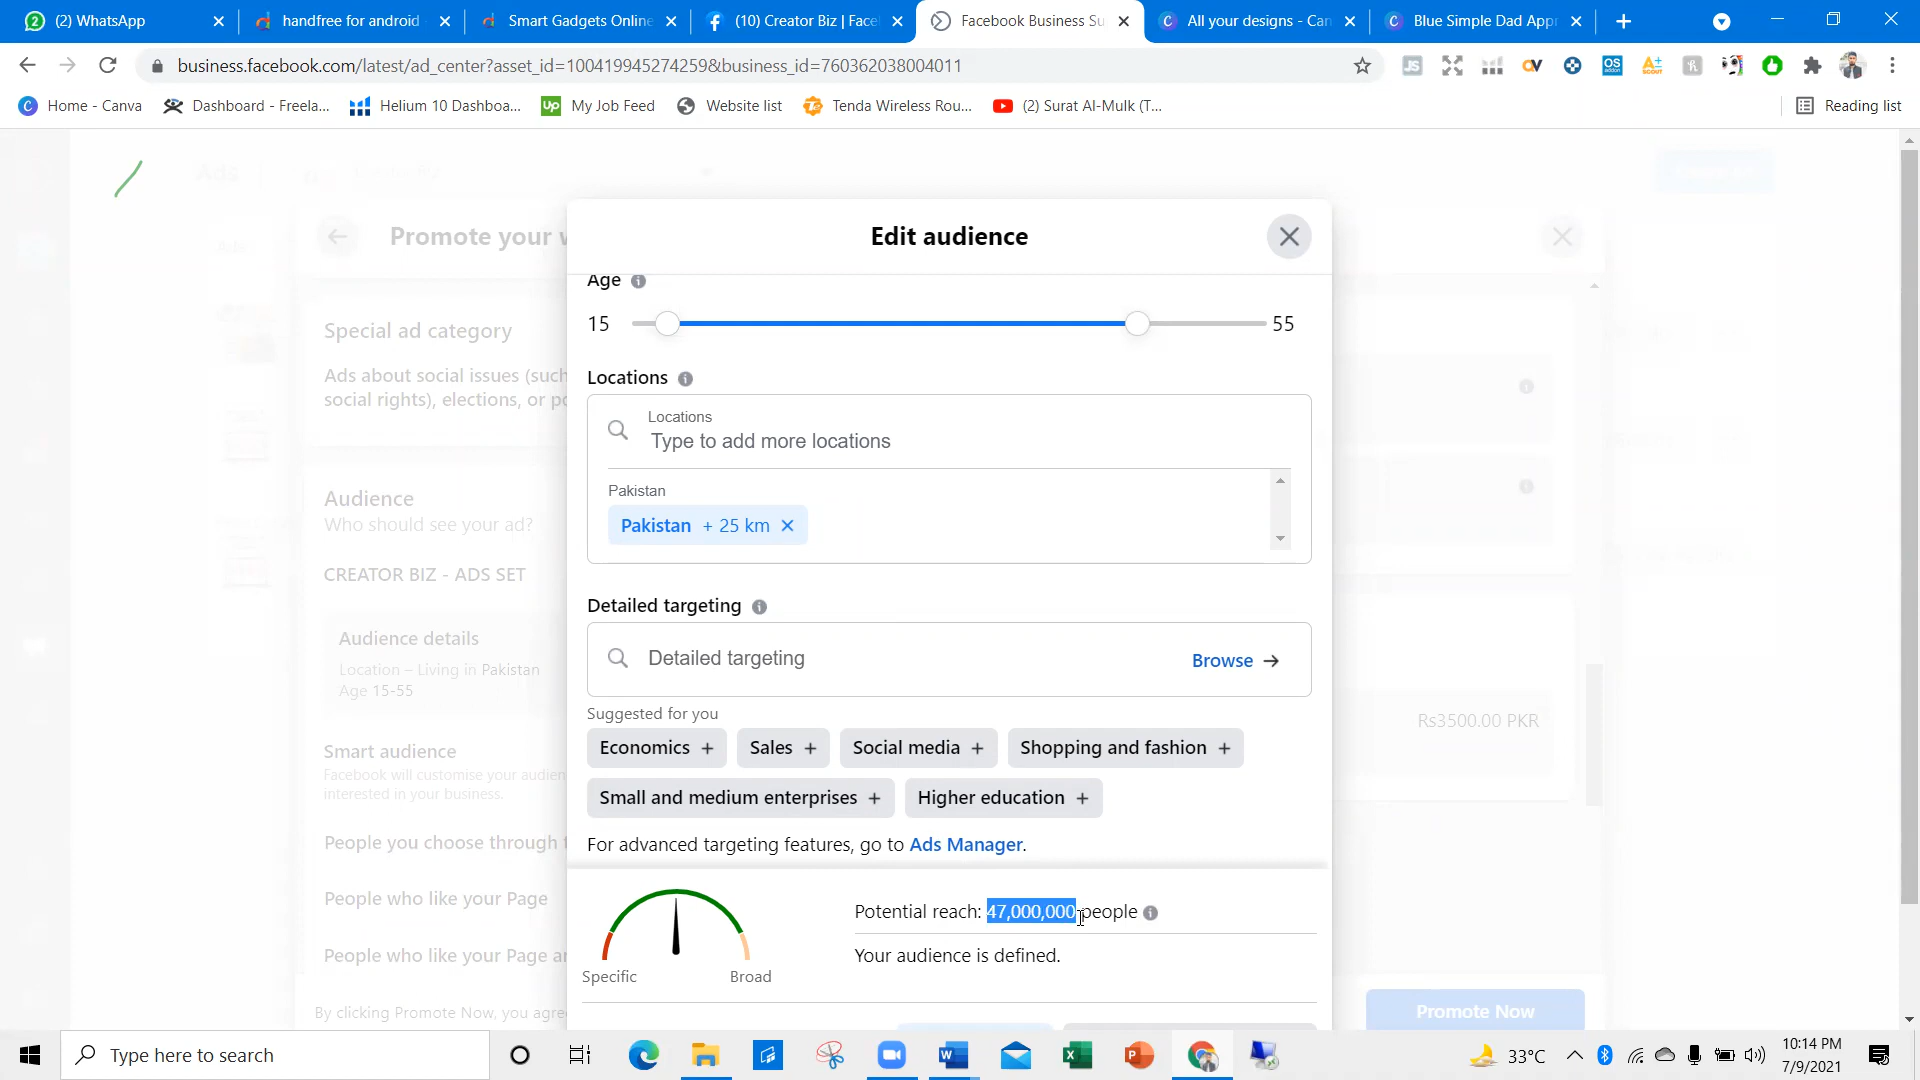 (2) WhatsApp
handfree for android
Smart Gadgets Online
(10) Creator Biz | Face
Facebook Business Su
All your designs - Can
Blue Simple Dad Appr
business.facebook.com/latest/ad_center?asset_id=100419945274259&business_id=760362038004011
Home - Canva
Dashboard - Freela...
Helium 10 Dashboa...
My Job Feed
Website list
Tenda Wireless Rou...
(2) Surat Al-Mulk (T...
Reading list
Ads
Promote your w
Edit audience
Special ad category
Ads about social issues (such
social rights), elections, or po
Audience
Who should see your ad?
CREATOR BIZ - ADS SET
Audience details
Location – Living in Pakistan
Age 15-55
Smart audience
Facebook will customise your audien
interested in your business.
People you choose through t
People who like your Page
People who like your Page an
By clicking Promote Now, you agree
Age
15
55
Locations
Locations
Type to add more locations
Pakistan
Pakistan + 25 km
Detailed targeting
Detailed targeting
Browse
Suggested for you
Economics +
Sales +
Social media +
Shopping and fashion +
Small and medium enterprises +
Higher education +
For advanced targeting features, go to Ads Manager.
Specific
Broad
Potential reach: 47,000,000 people
Your audience is defined.
Rs3500.00 PKR
Promote Now
Type here to search
33°C
10:14 PM
7/9/2021